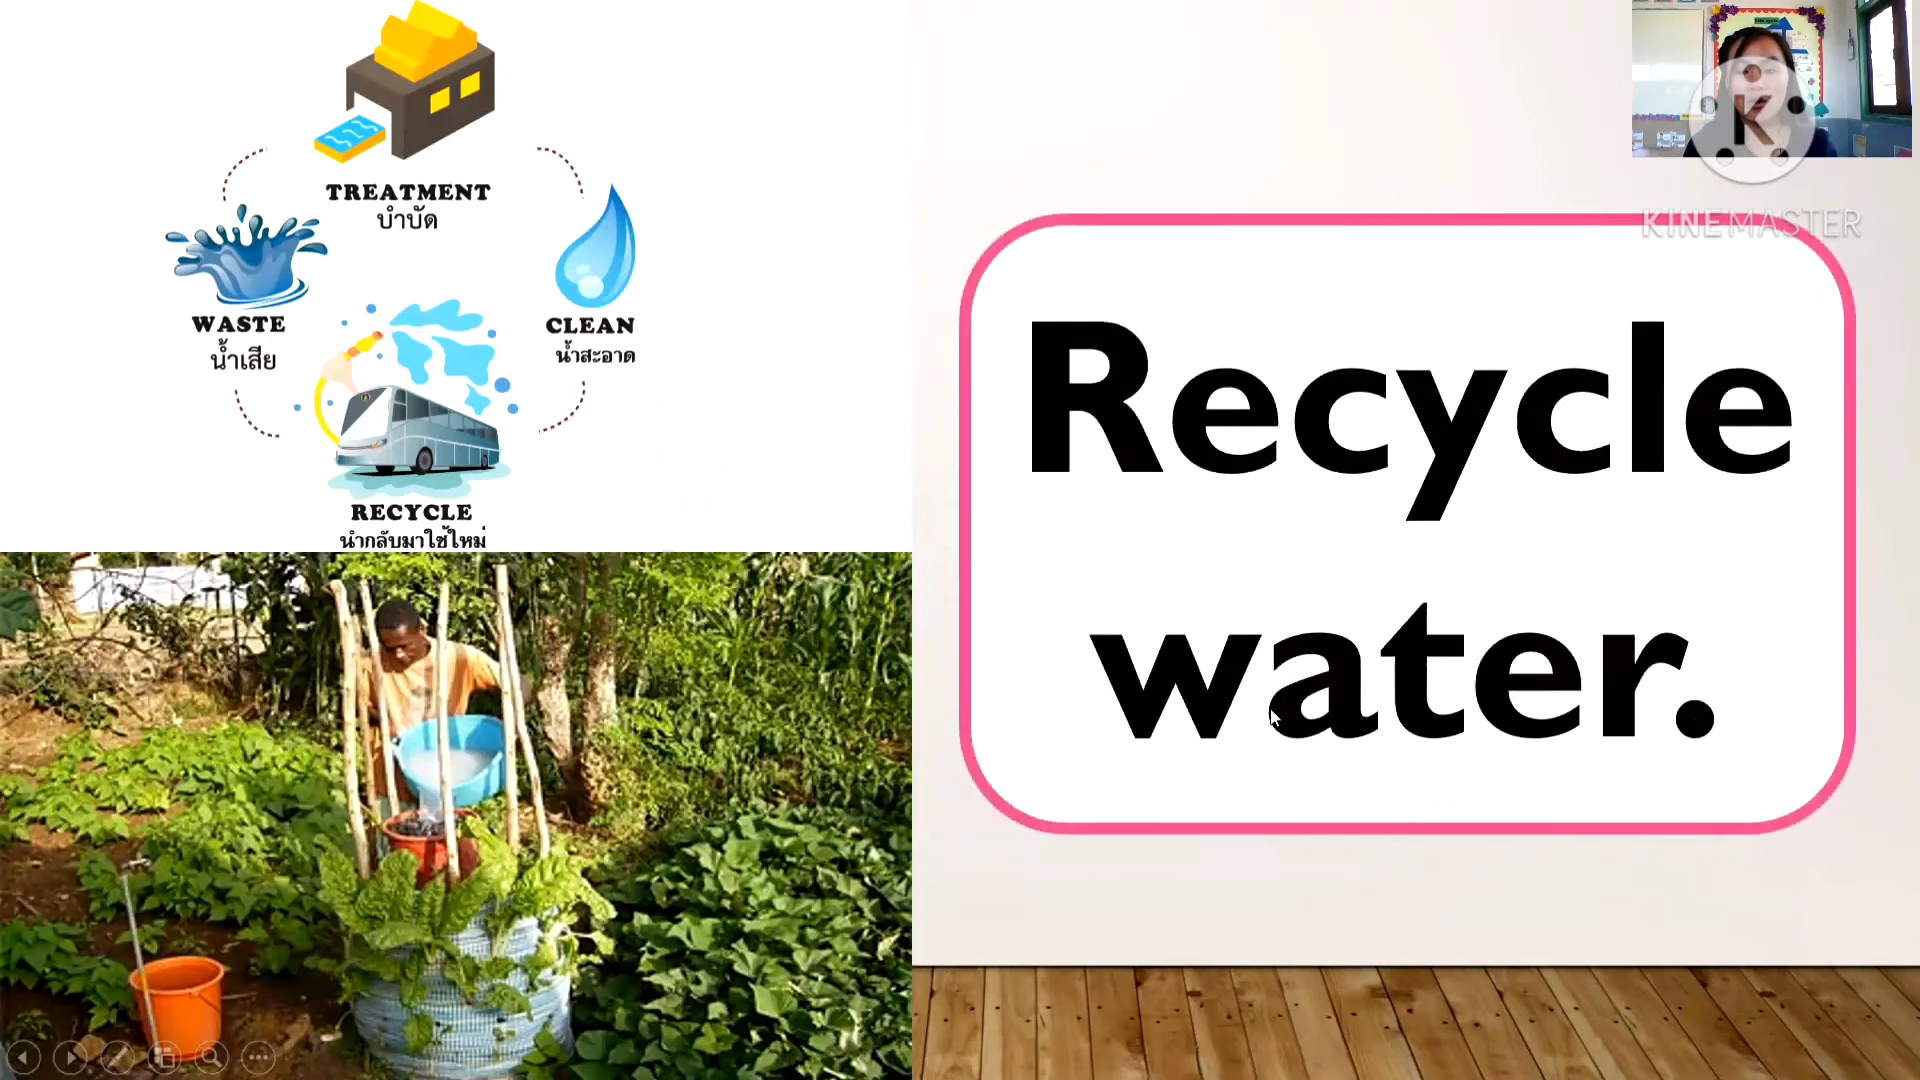 TREATMENT
บำบัด
WASTE
น้ำเสีย
CLEAN
น้ำสะอาด
RECYCLE
นำกลับมาใช้ใหม่
Recycle
water.
KINEMASTER